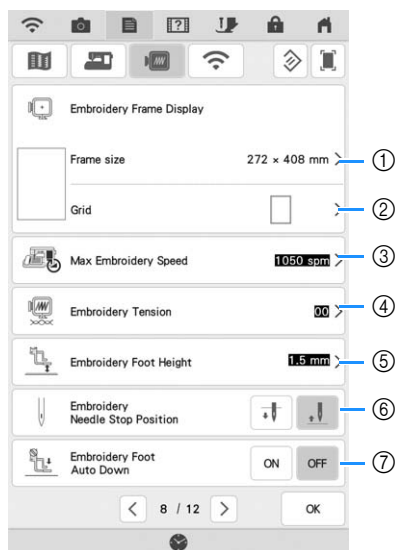 Embroidery Frame Display
Frame size 272 × 408 mm ①
Grid ②
Max Embroidery Speed 1050 spm ③
Embroidery Tension 00 ④
Embroidery Foot Height 1.5 mm ⑤
Embroidery
Needle Stop Position ⑥
Embroidery Foot
Auto Down ON OFF ⑦
8 / 12 OK